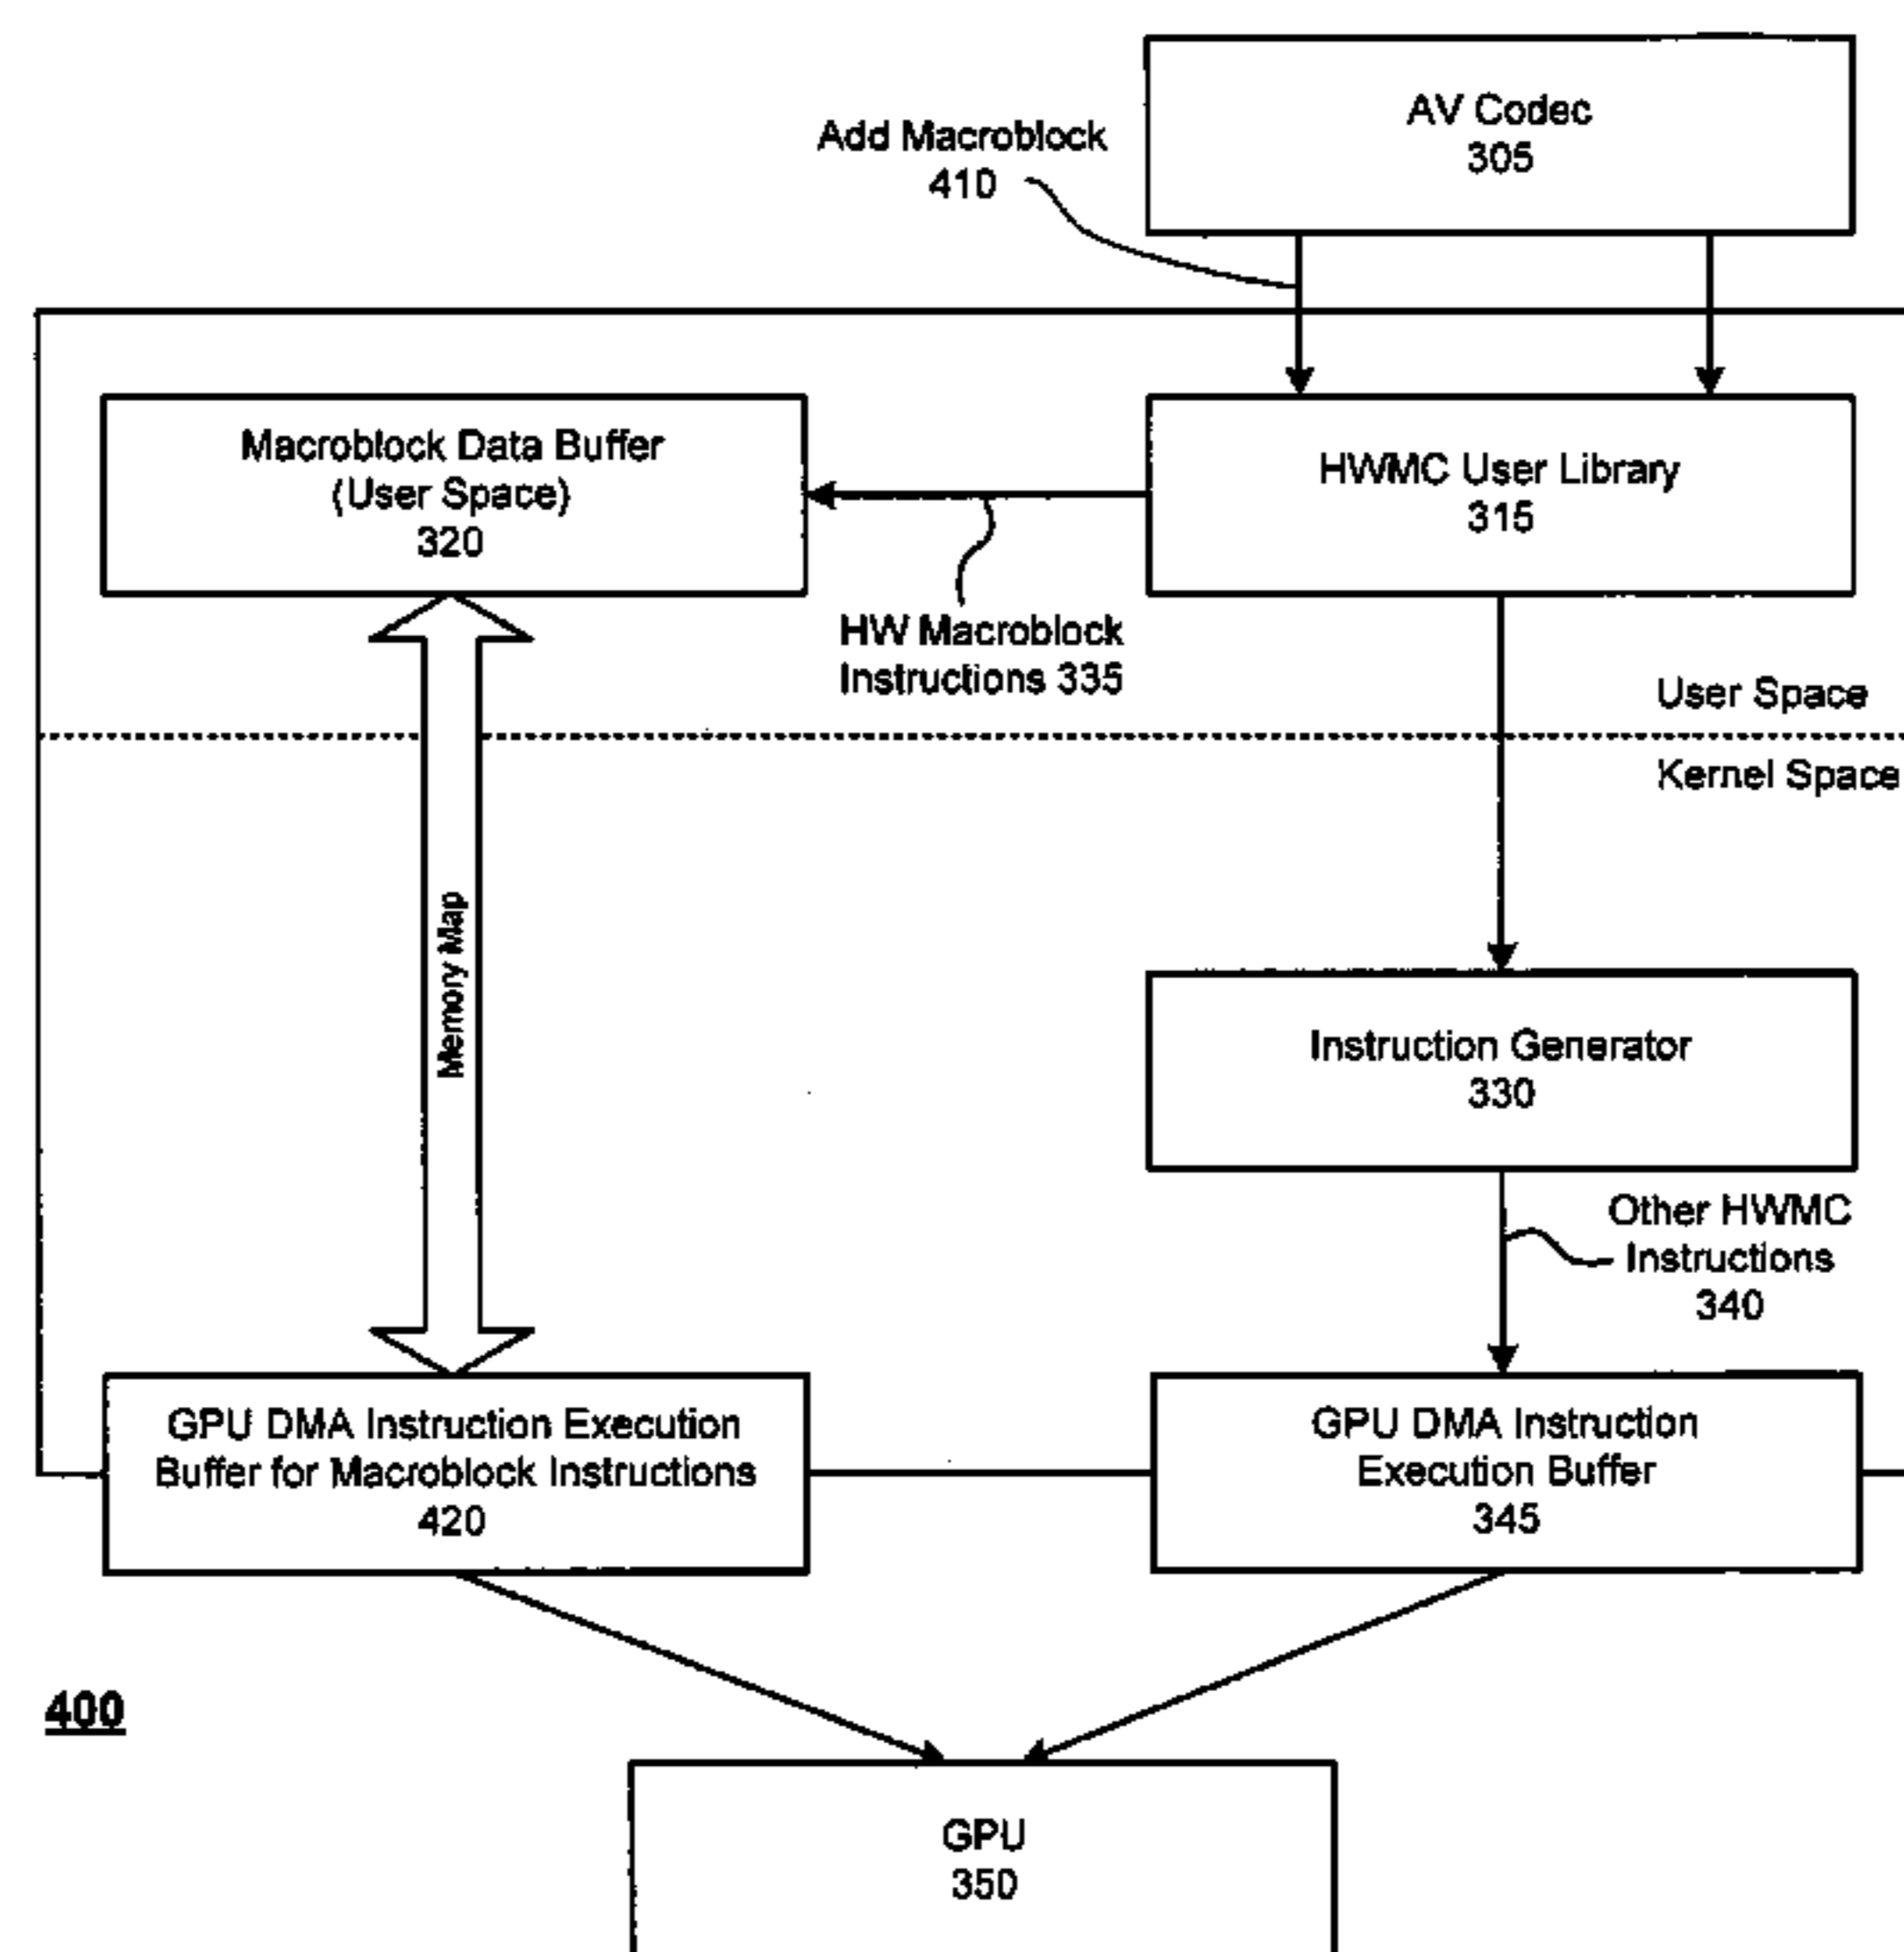 AV Codec
305
Add Macroblock
410
Macroblock Data Buffer
(User Space)
320
HWMC User Library
315
HW Macroblock
Instructions 335
User Space
Kernel Space
Memory Map
Instruction Generator
330
Other HWMC
Instructions
340
GPU DMA Instruction Execution
Buffer for Macroblock Instructions
420
GPU DMA Instruction
Execution Buffer
345
400
GPU
350